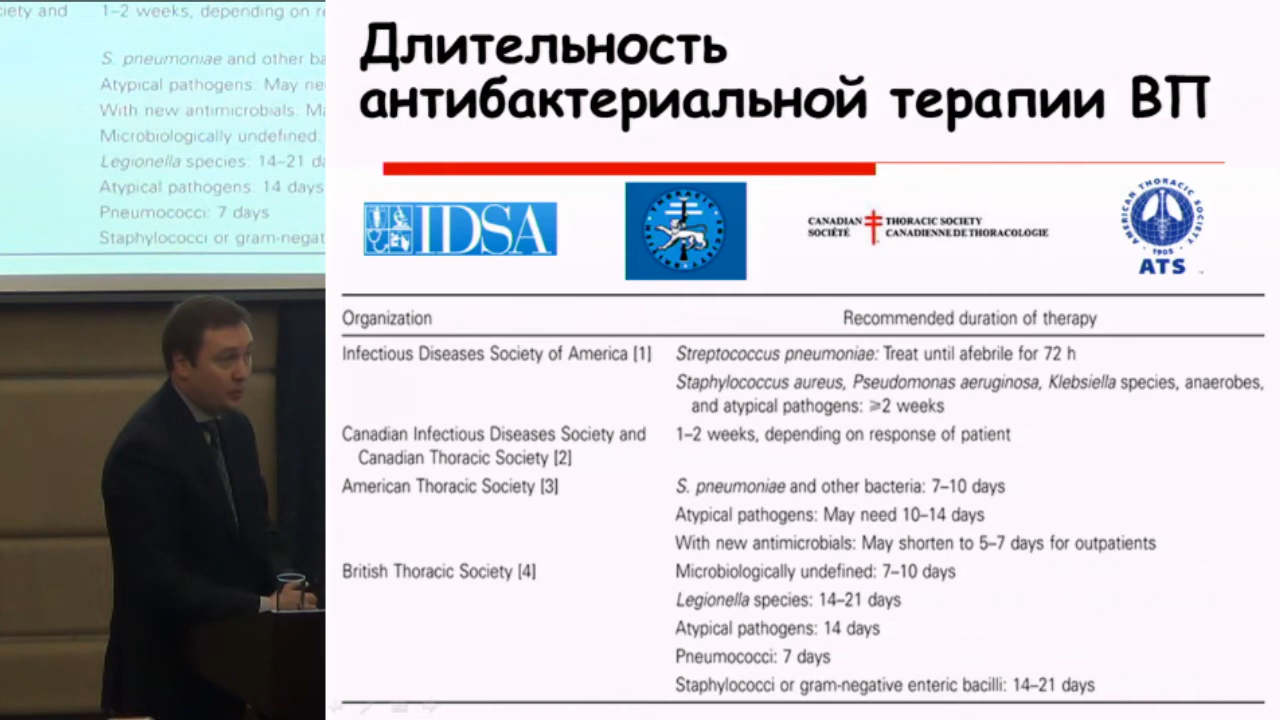 iety and 1–2 weeks, depending on r
S. pneumoniae and other ba
Atypical pathogens: May ne
With new antimicrobials: Ma
Microbiologically undefined:
Legionella species: 14–21 da
Atypical pathogens: 14 days
Pneumococci: 7 days
Staphylococci or gram-negat
Длительность
антибактериальной терапии ВП
IDSA
THORACIC
CANADIAN THORACIC SOCIETY
SOCIÉTÉ CANADIENNE DE THORACOLOGIE
AMERICAN THORACIC SOCIETY
1905
ATS
Organization Recommended duration of therapy
Infectious Diseases Society of America [1] Streptococcus pneumoniae: Treat until afebrile for 72 h
Staphylococcus aureus, Pseudomonas aeruginosa, Klebsiella species, anaerobes,
and atypical pathogens: ⩾2 weeks
Canadian Infectious Diseases Society and 1–2 weeks, depending on response of patient
Canadian Thoracic Society [2]
American Thoracic Society [3] S. pneumoniae and other bacteria: 7–10 days
Atypical pathogens: May need 10–14 days
With new antimicrobials: May shorten to 5–7 days for outpatients
British Thoracic Society [4] Microbiologically undefined: 7–10 days
Legionella species: 14–21 days
Atypical pathogens: 14 days
Pneumococci: 7 days
Staphylococci or gram-negative enteric bacilli: 14–21 days